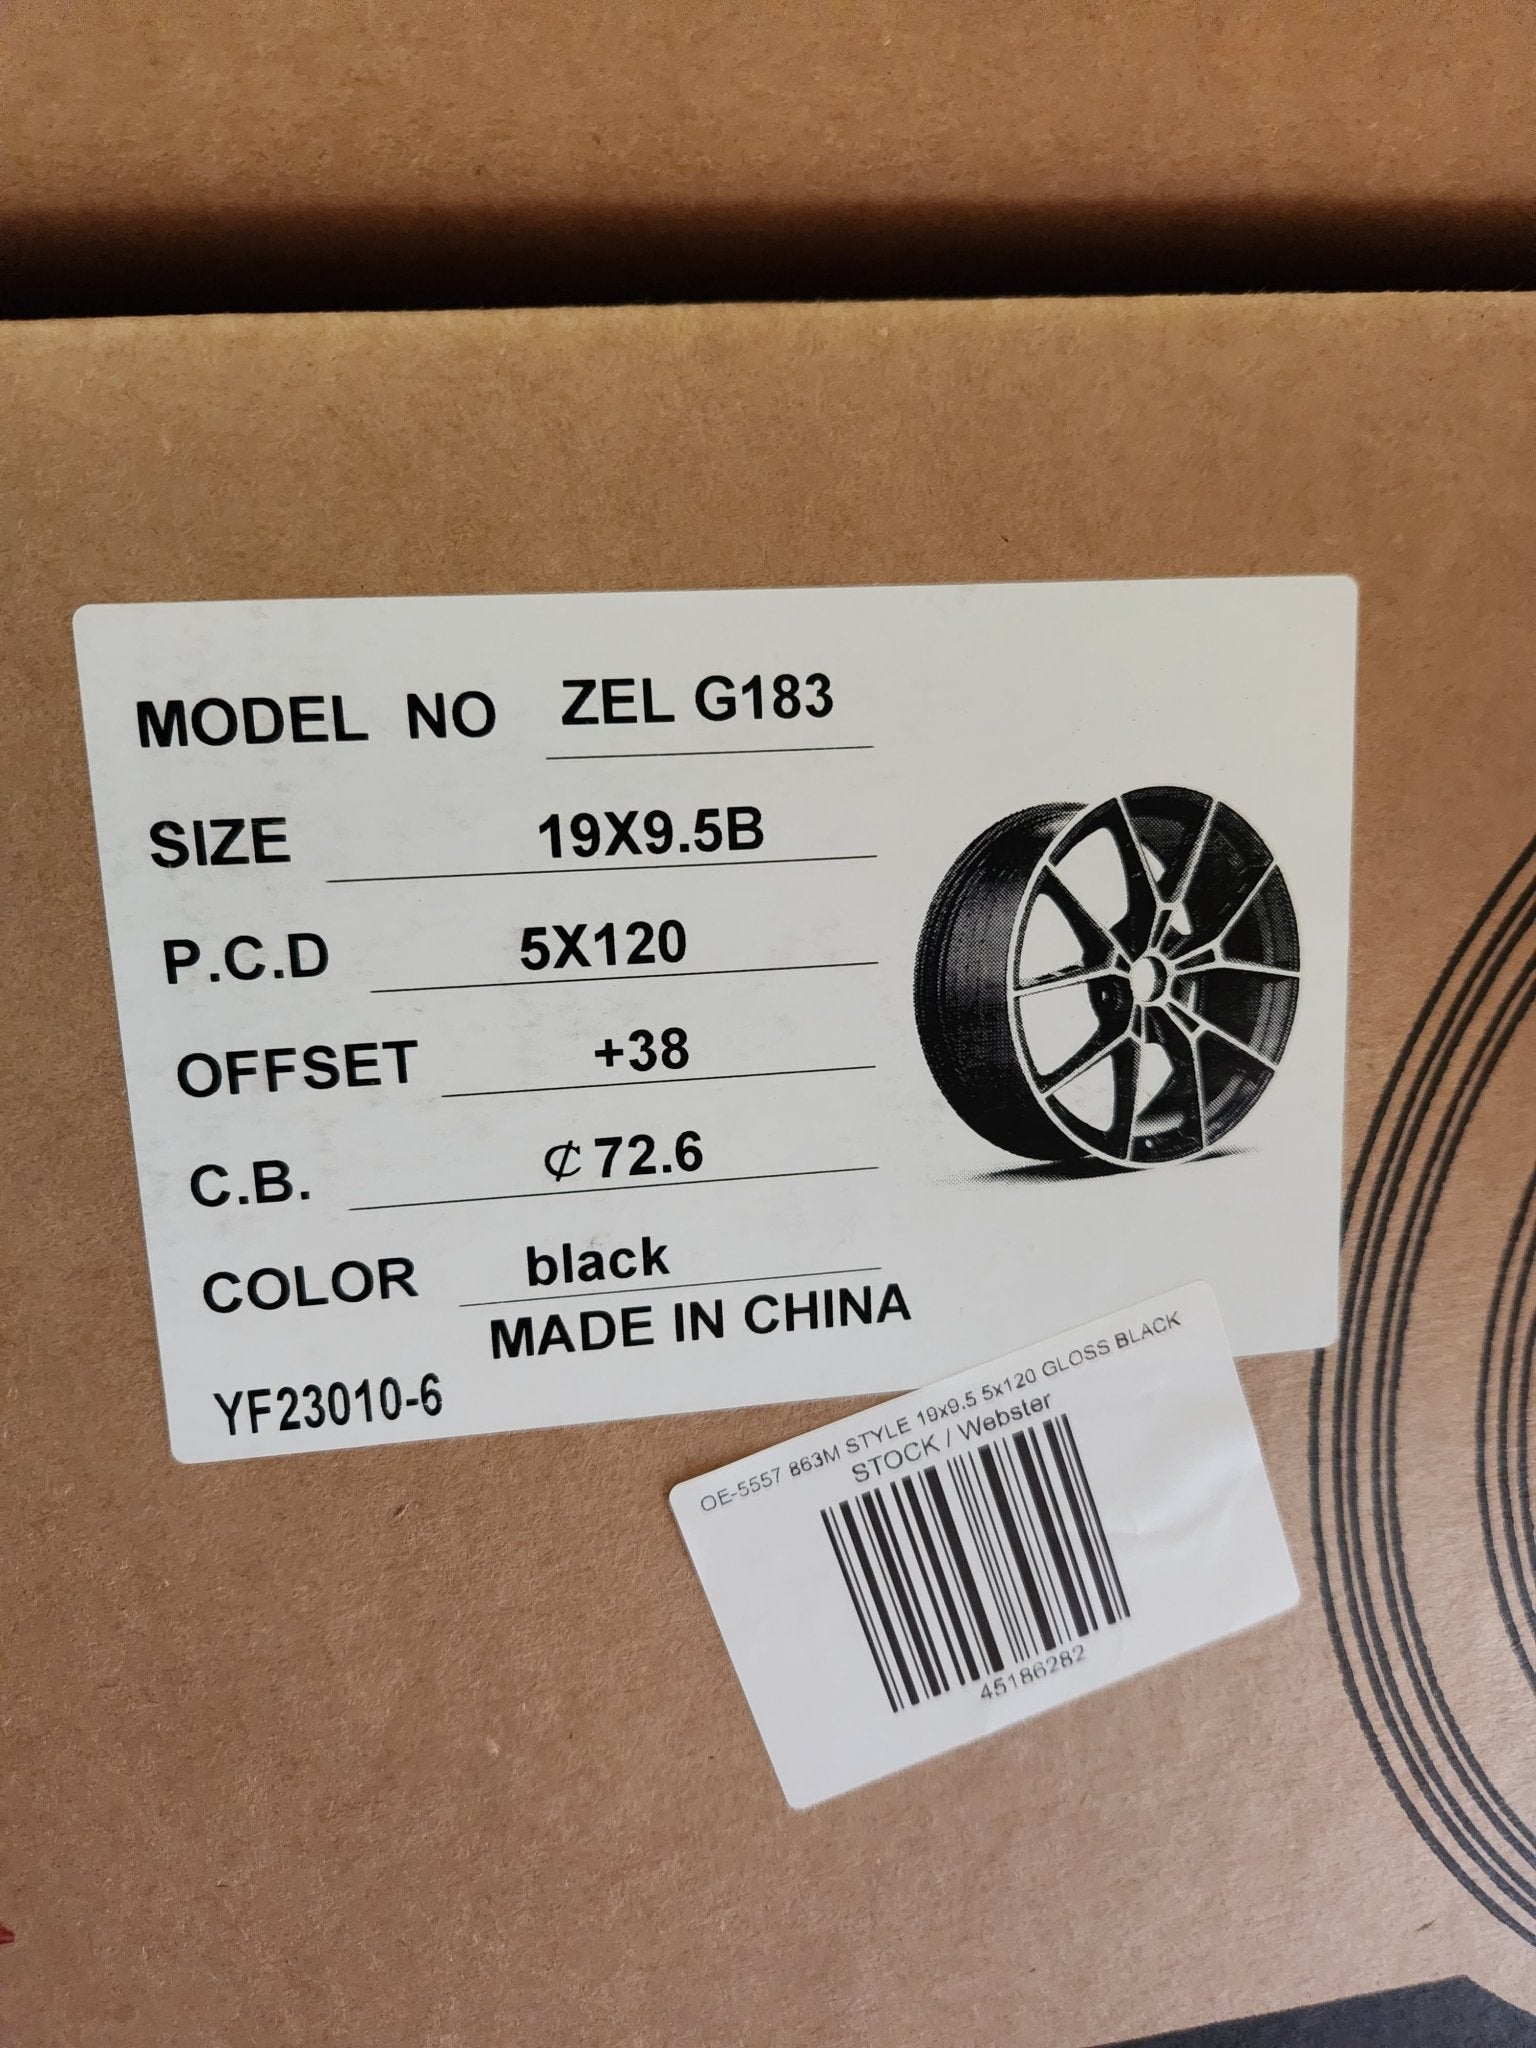 MODEL NO ZEL G183
SIZE 19X9.5B
P.C.D 5X120
OFFSET +38
C.B. ₵ 72.6
COLOR black
MADE IN CHINA
YF23010-6
OE-5557 863M STYLE 19x9.5 5x120 GLOSS BLACK
STOCK / Webster
45186282